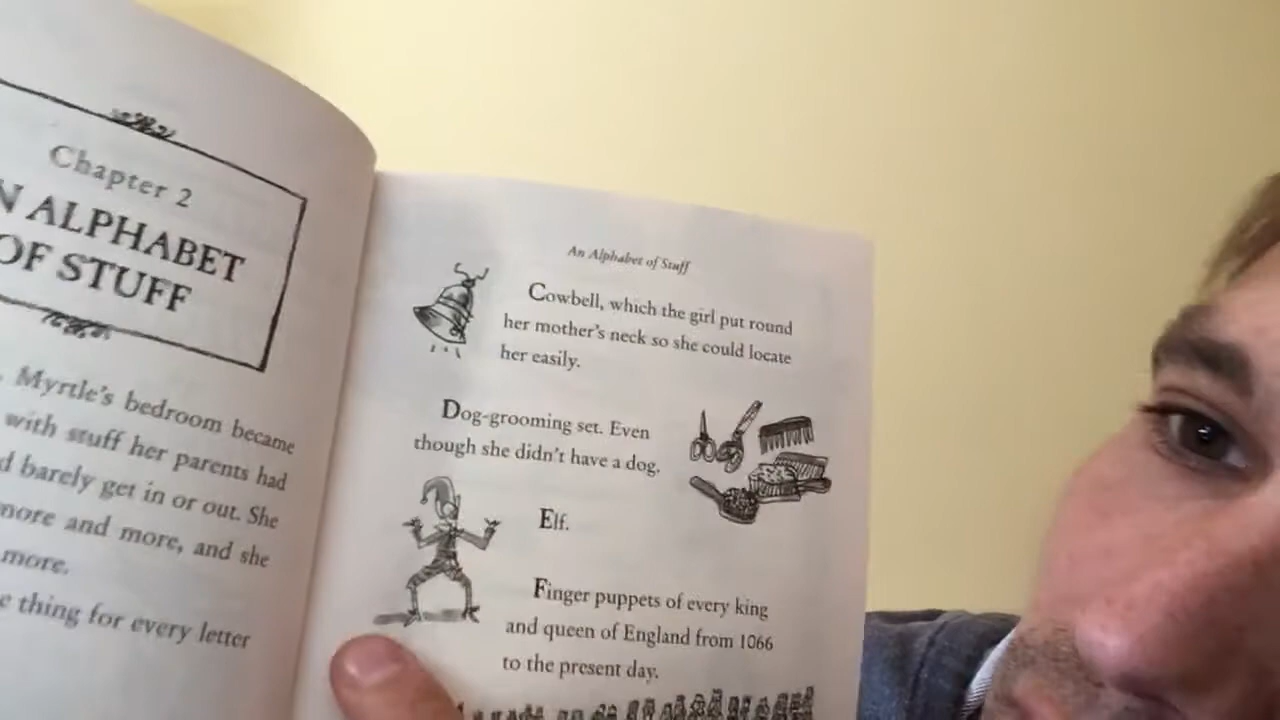 Chapter 2
N ALPHABET
OF STUFF
Myrtle's bedroom became
with stuff her parents had
d barely get in or out. She
more and more, and she
more.
e thing for every letter
An Alphabet of Stuff
Cowbell, which the girl put round
her mother's neck so she could locate
her easily.
Dog-grooming set. Even
though she didn't have a dog.
Elf.
Finger puppets of every king
and queen of England from 1066
to the present day.